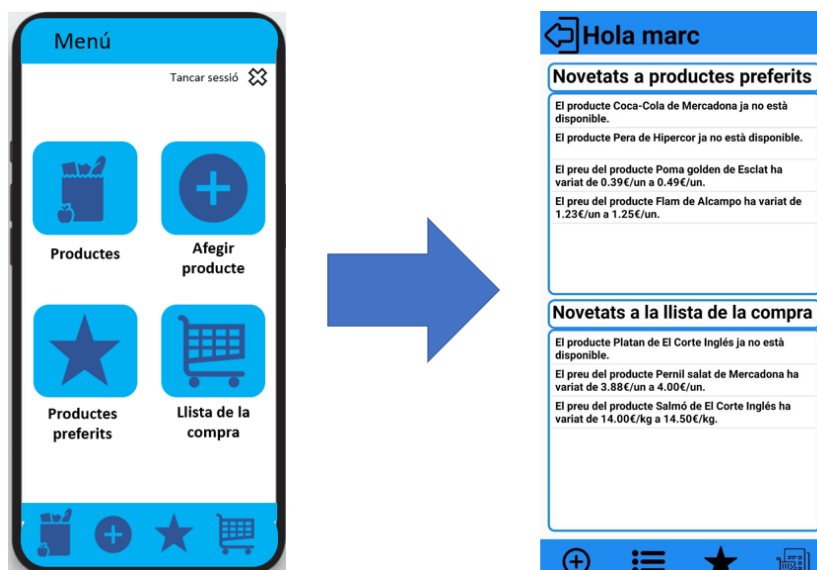 Menú
Tancar sessió
Productes
Afegir
producte
Productes
preferits
Llista de la
compra
Hola marc
Novetats a productes preferits
El producte Coca-Cola de Mercadona ja no està
disponible.
El producte Pera de Hipercor ja no està disponible.
El preu del producte Poma golden de Esclat ha
variat de 0.39€/un a 0.49€/un.
El preu del producte Flam de Alcampo ha variat de
1.23€/un a 1.25€/un.
Novetats a la llista de la compra
El producte Platan de El Corte Inglés ja no està
disponible.
El preu del producte Pernil salat de Mercadona ha
variat de 3.88€/un a 4.00€/un.
El preu del producte Salmó de El Corte Inglés ha
variat de 14.00€/kg a 14.50€/kg.